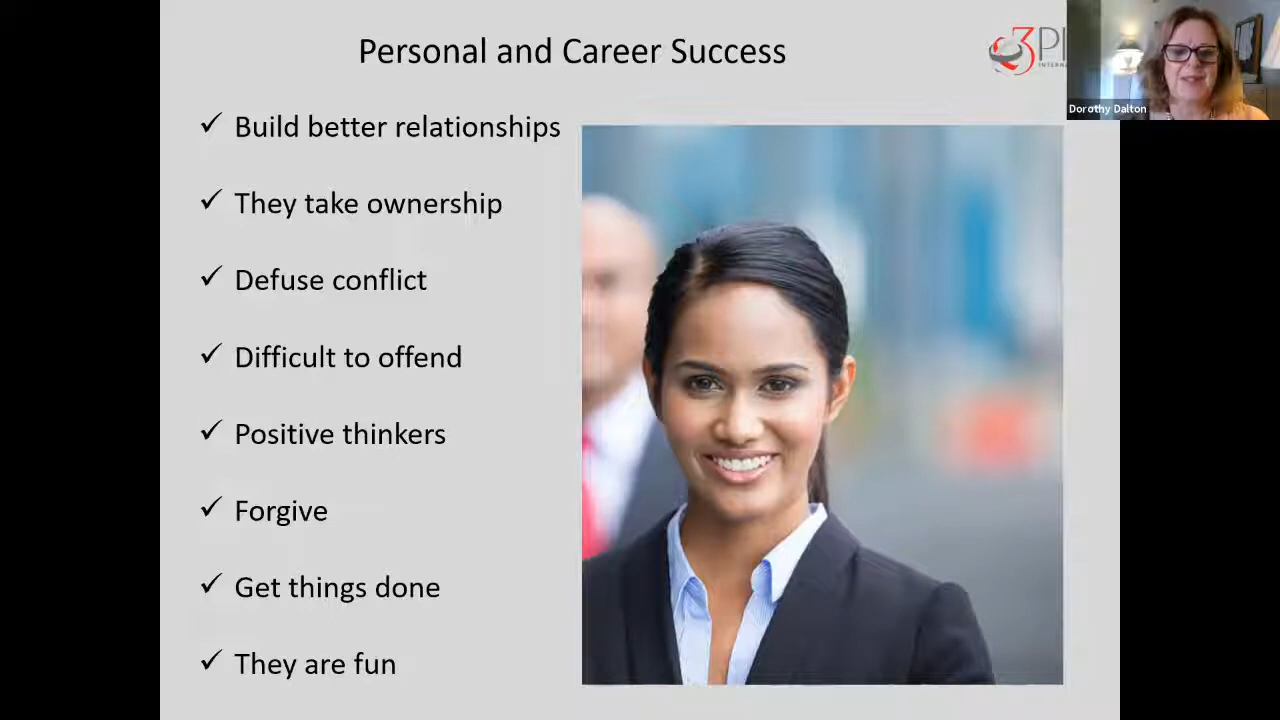 Personal and Career Success
3PI
Dorothy Dalton
✓ Build better relationships
✓ They take ownership
✓ Defuse conflict
✓ Difficult to offend
✓ Positive thinkers
✓ Forgive
✓ Get things done
✓ They are fun